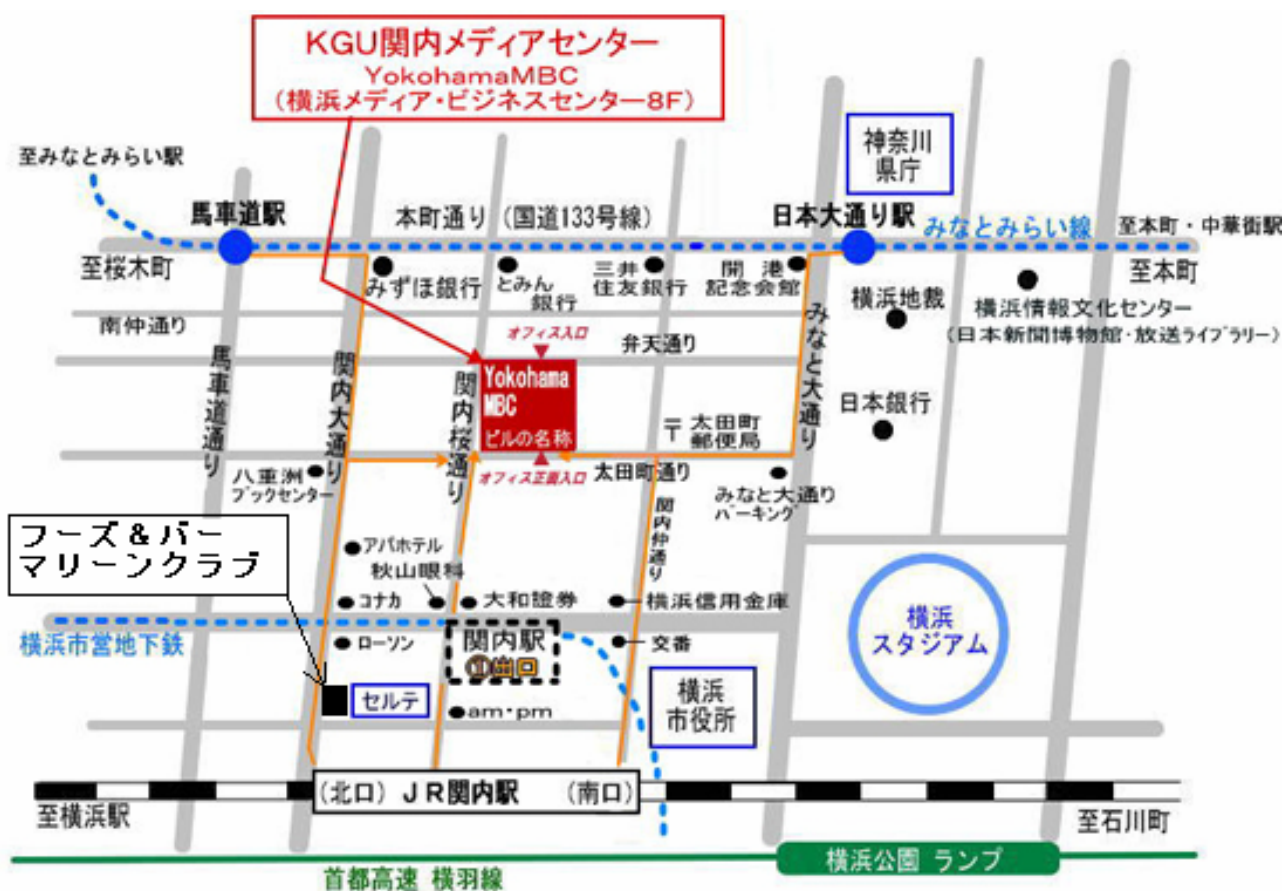 KGU関内メディアセンター
YokohamaMBC
(横浜メディア・ビジネスセンター8F)
神奈川
県庁
至みなとみらい駅
馬車道駅
本町通り (国道133号線)
日本大通り駅
みなとみらい線
至本町・中華街駅
至桜木町
至本町
みずほ銀行
とみん
銀行
三井
住友銀行
開港
記念会館
横浜地裁
横浜情報文化センター
(日本新聞博物館・放送ライブラリー)
南仲通り
オフィス入口
弁天通り
馬車道通り
関内大通り
関内桜通り
みなと大通り
Yokohama
MBC
ビルの名称
日本銀行
〒 太田町
郵便局
オフィス正面入口
太田町通り
八重洲
ブックセンター
みなと大通り
パーキング
関内仲通り
フーズ&バー
マリーンクラブ
アパホテル
秋山眼科
コナカ
大和證券
横浜信用金庫
横浜
スタジアム
横浜市営地下鉄
ローソン
関内駅
①出口
交番
セルテ
am・pm
横浜
市役所
(北口) JR関内駅 (南口)
至横浜駅
至石川町
首都高速 横羽線
横浜公園 ランプ